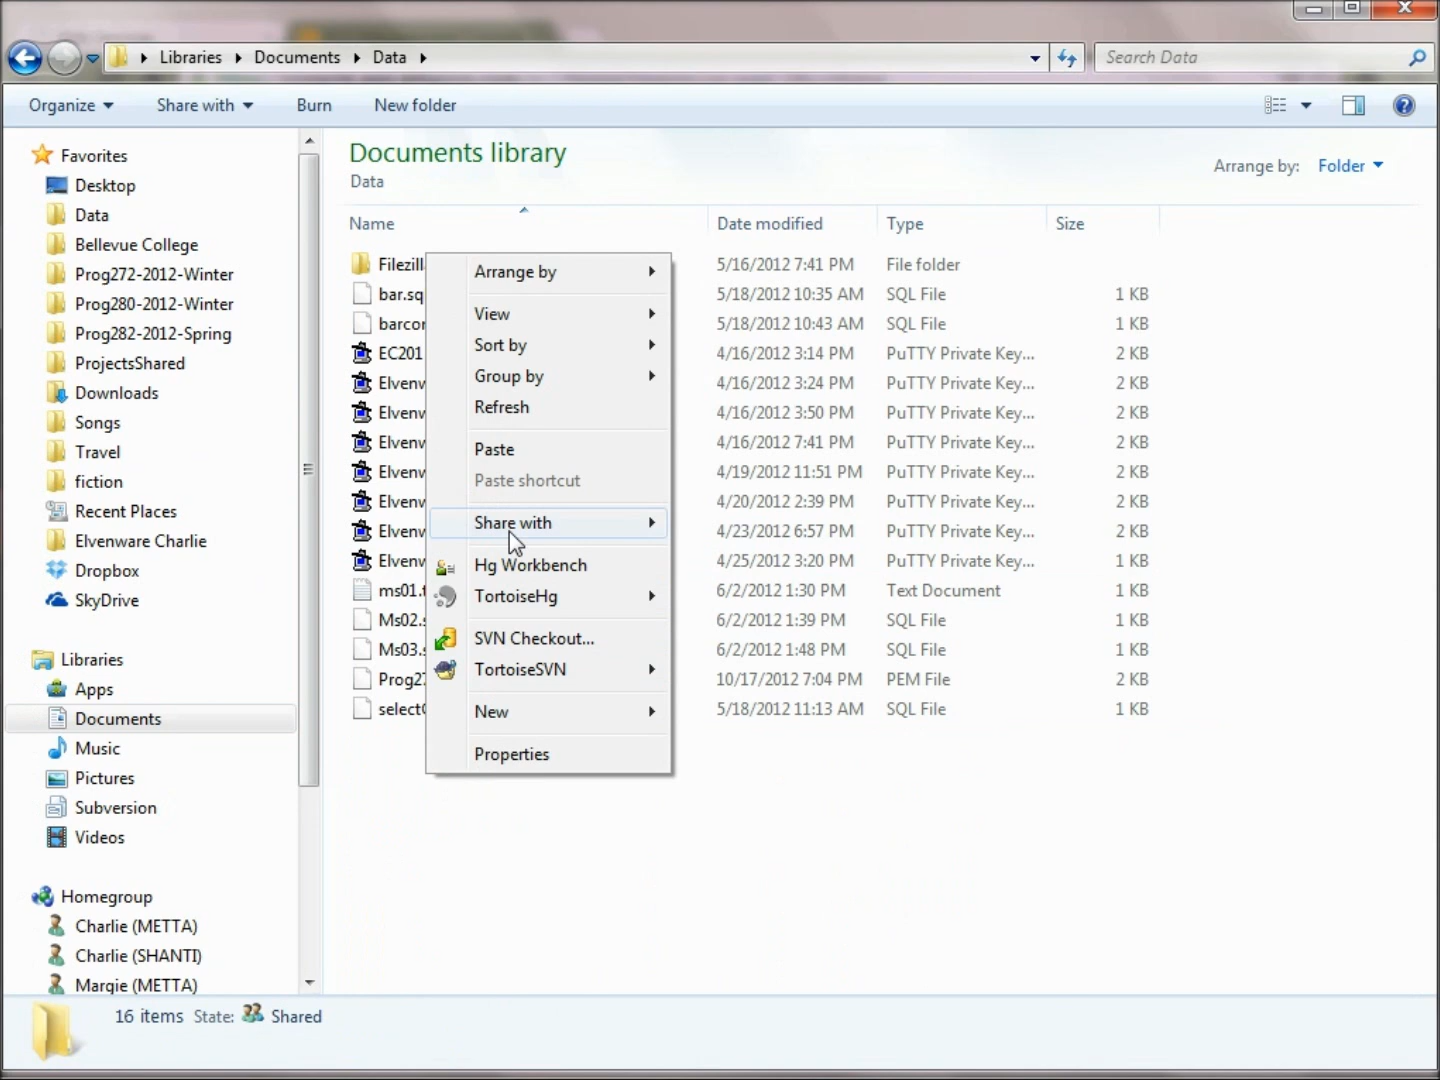 Libraries Documents Data
Search Data
Organize Share with Burn New folder
Favorites
Desktop
Data
Bellevue College
Prog272-2012-Winter
Prog280-2012-Winter
Prog282-2012-Spring
ProjectsShared
Downloads
Songs
Travel
fiction
Recent Places
Elvenware Charlie
Dropbox
SkyDrive
Libraries
Apps
Documents
Music
Pictures
Subversion
Videos
Homegroup
Charlie (METTA)
Charlie (SHANTI)
Margie (METTA)
Documents library
Data
Arrange by: Folder
Name Date modified Type Size
Filezill 5/16/2012 7:41 PM File folder
bar.sq 5/18/2012 10:35 AM SQL File 1 KB
barcor 5/18/2012 10:43 AM SQL File 1 KB
EC201 4/16/2012 3:14 PM PuTTY Private Key... 2 KB
Elvenw 4/16/2012 3:24 PM PuTTY Private Key... 2 KB
Elvenw 4/16/2012 3:50 PM PuTTY Private Key... 2 KB
Elvenw 4/16/2012 7:41 PM PuTTY Private Key... 2 KB
Elvenw 4/19/2012 11:51 PM PuTTY Private Key... 2 KB
Elvenw 4/20/2012 2:39 PM PuTTY Private Key... 2 KB
Elvenw 4/23/2012 6:57 PM PuTTY Private Key... 2 KB
Elvenw 4/25/2012 3:20 PM PuTTY Private Key... 2 KB
ms01.t 6/2/2012 1:30 PM Text Document 1 KB
Ms02.s 6/2/2012 1:39 PM SQL File 1 KB
Ms03.s 6/2/2012 1:48 PM SQL File 1 KB
Prog27 10/17/2012 7:04 PM PEM File 2 KB
select 5/18/2012 11:13 AM SQL File 1 KB
Arrange by
View
Sort by
Group by
Refresh
Paste
Paste shortcut
Share with
Hg Workbench
TortoiseHg
SVN Checkout...
TortoiseSVN
New
Properties
16 items State: Shared